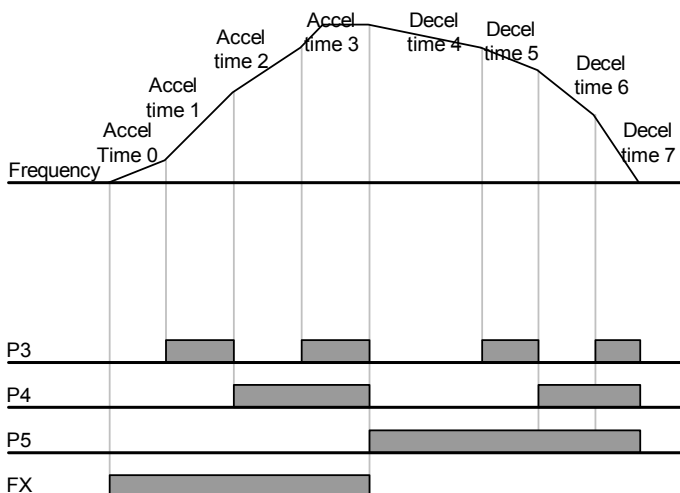 Accel
time 3
Decel
time 4
Accel
time 2
Decel
time 5
Decel
time 6
Accel
time 1
Accel
Time 0
Decel
time 7
Frequency
P3
P4
P5
FX